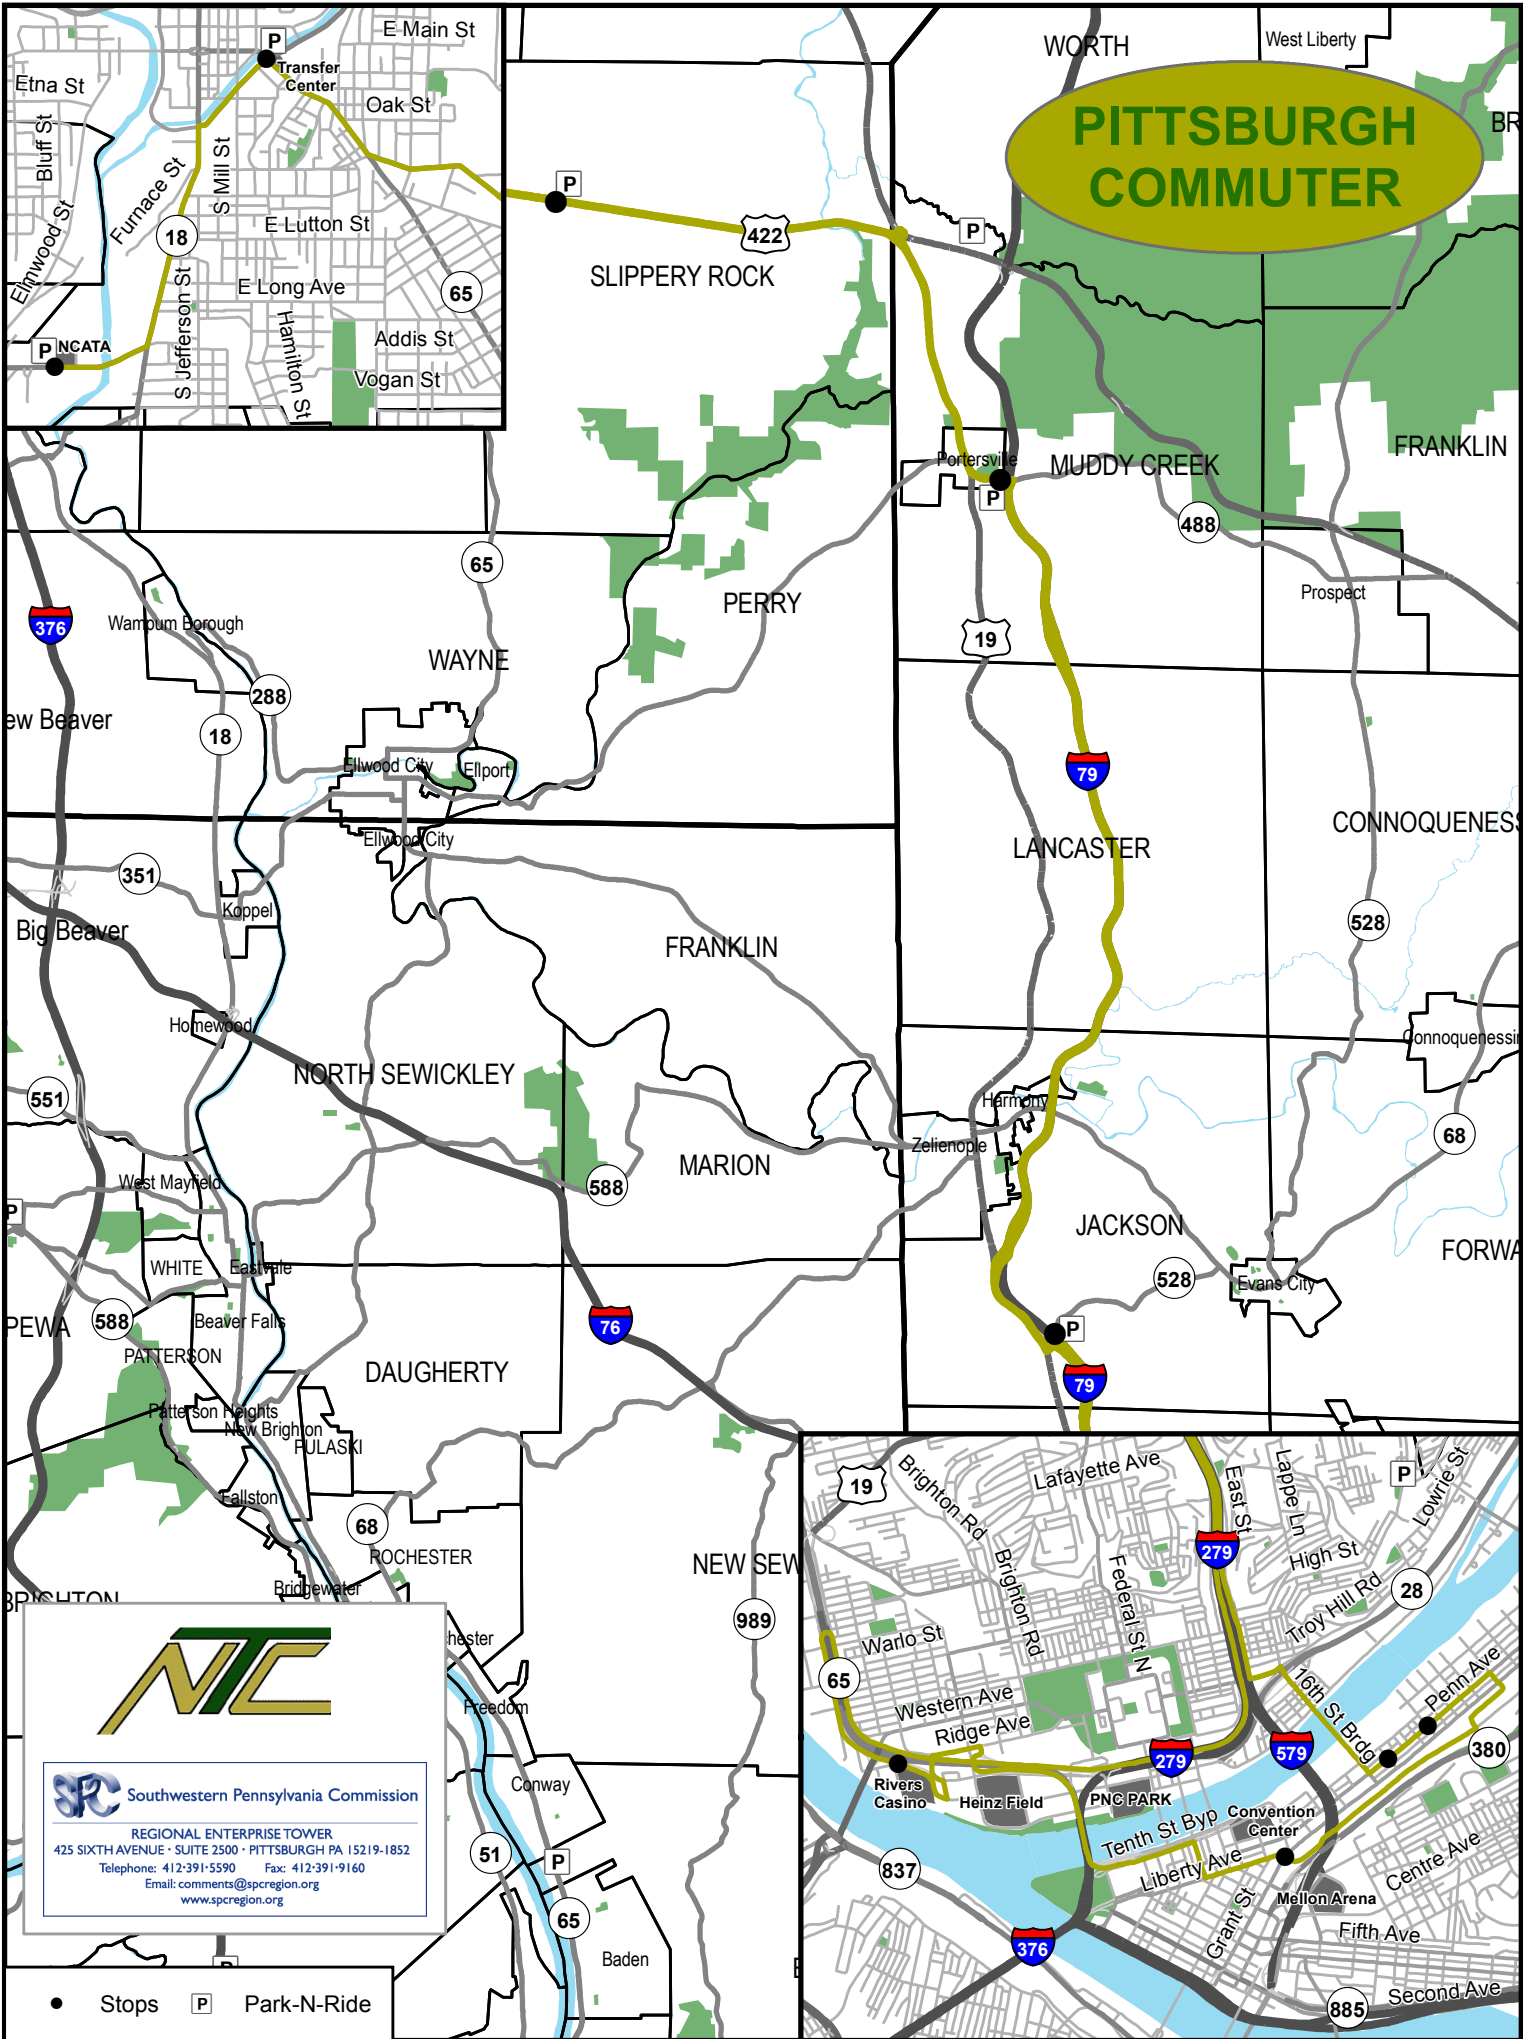 E Main St
P
Transfer
Center
Etna St
Oak St
Bluff St
Furnace St
S Mill St
Elmwood St
E Lutton St
18
E Long Ave
65
S Jefferson St
Hamilton St
Addis St
P NCATA
Vogan St
WORTH
West Liberty
PITTSBURGH
COMMUTER
BR
P
422
P
SLIPPERY ROCK
Portersville
MUDDY CREEK
FRANKLIN
P
488
65
PERRY
Prospect
376
Wampum Borough
19
WAYNE
288
ew Beaver
18
Ellwood City
Ellport
79
CONNOQUENESS
Ellwood City
LANCASTER
351
Koppel
528
Big Beaver
FRANKLIN
Homewood
Connoquenessin
NORTH SEWICKLEY
551
Harmony
68
Zelienople
MARION
West Mayfield
588
P
JACKSON
FORWA
WHITE
Eastvale
528
Evans City
588
Beaver Falls
PEWA
76
P
PATTERSON
DAUGHERTY
79
Patterson Heights
New Brighton
PULASKI
Fallston
68
ROCHESTER
NEW SEW
Bridgewater
BRIGHTON
989
hester
Freedom
Conway
51
P
65
Baden
P
19
Brighton Rd
Lafayette Ave
East St
Lappe Ln
P
Lowrie St
279
High St
Brighton Rd
Federal St N
28
Troy Hill Rd
Warlo St
65
16th St Brdg
Penn Ave
Western Ave
Ridge Ave
279
579
380
Rivers
Casino
Heinz Field
PNC PARK
Convention
Center
Tenth St Byp
Liberty Ave
Centre Ave
837
Mellon Arena
Grant St
Fifth Ave
376
885
Second Ave
NTC
SPC Southwestern Pennsylvania Commission
REGIONAL ENTERPRISE TOWER
425 SIXTH AVENUE • SUITE 2500 • PITTSBURGH PA 15219-1852
Telephone: 412•391•5590 Fax: 412•391•9160
Email: comments@spcregion.org
www.spcregion.org
Stops P Park-N-Ride